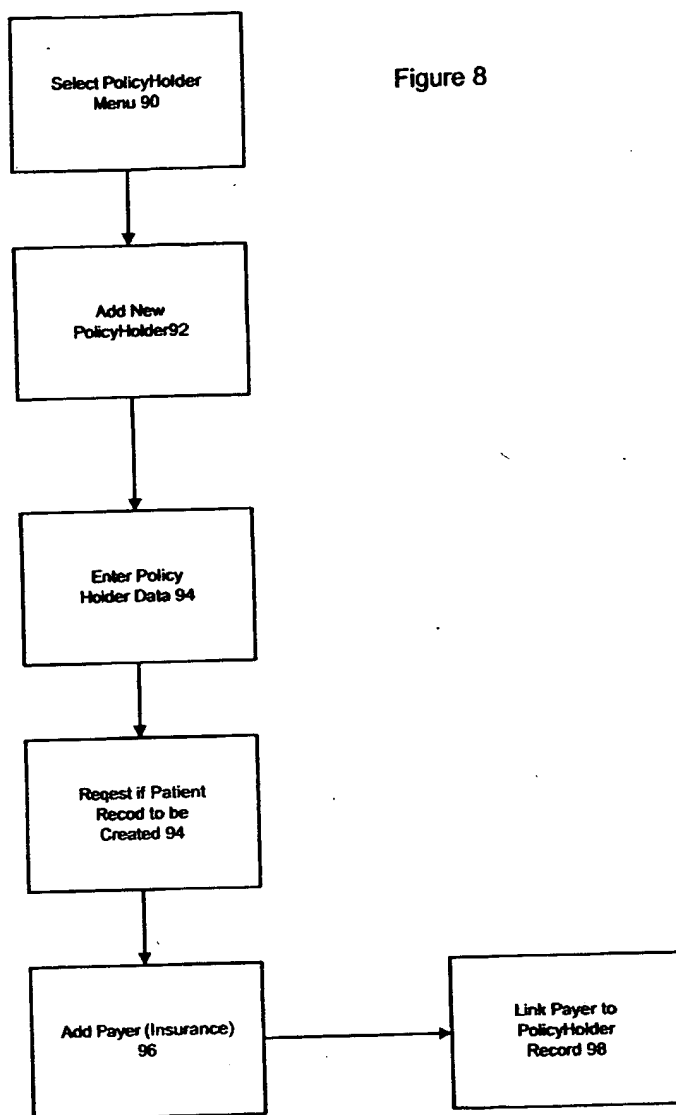 Figure 8
Select PolicyHolder
Menu 90
Add New
PolicyHolder92
Enter Policy
Holder Data 94
Reqest if Patient
Recod to be
Created 94
Add Payer (Insurance)
96
Link Payer to
PolicyHolder
Record 98